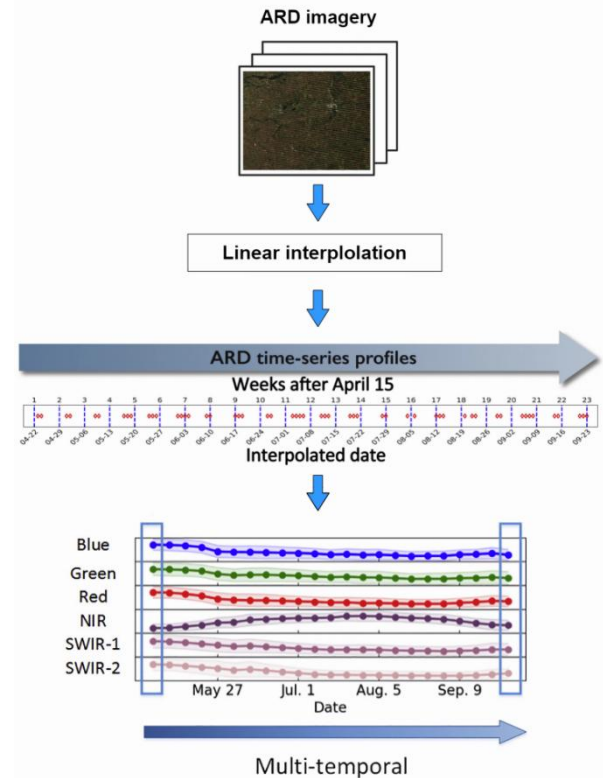 ARD imagery
Linear interplolation
ARD time-series profiles
Weeks after April 15
1 2 3 4 5 6 7 8 9 10 11 12 13 14 15 16 17 18 19 20 21 22 23
04-22 04-29 05-06 05-13 05-20 05-27 06-03 06-10 06-17 06-24 07-01 07-08 07-15 07-22 07-29 08-05 08-12 08-19 08-26 09-02 09-09 09-16 09-23
Interpolated date
Blue
Green
Red
NIR
SWIR-1
SWIR-2
May 27 Jul. 1 Aug. 5 Sep. 9
Date
Multi-temporal